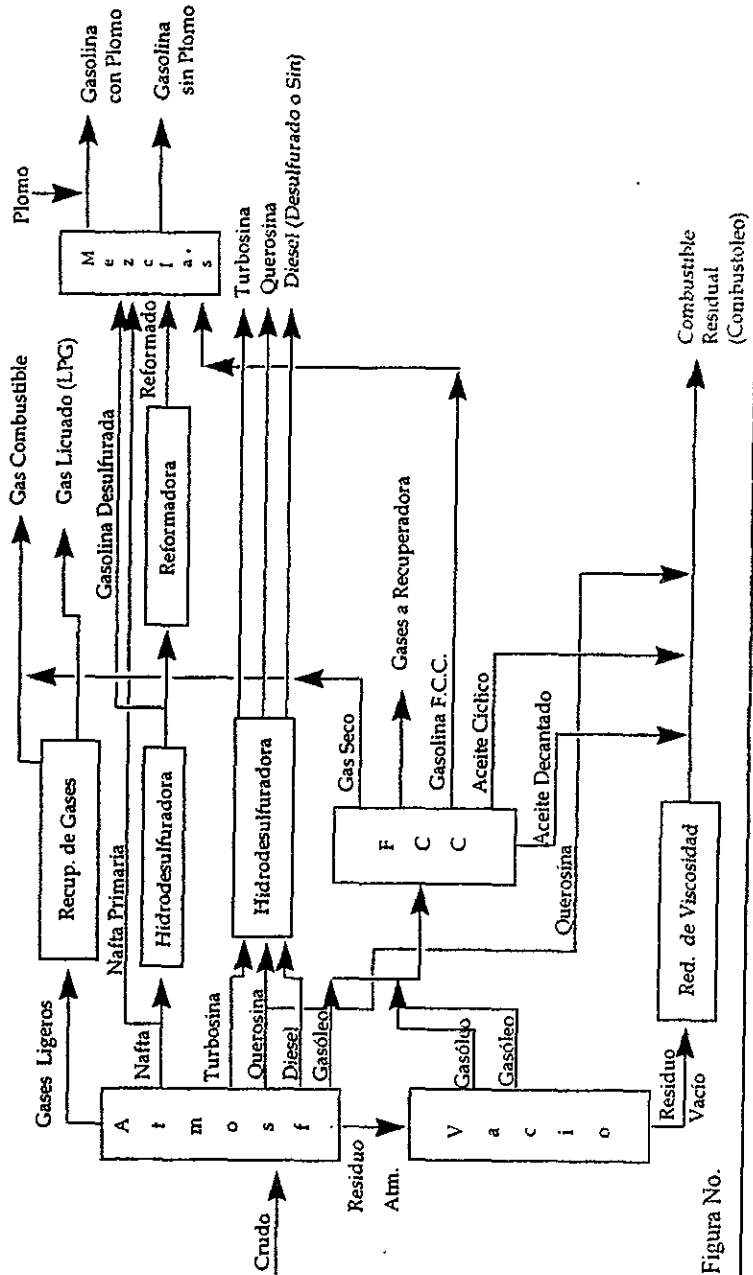 Crudo
A
t
m
o
s
f
Gases Ligeros
Nafta
Nafta Primaria
Turbosina
Querosina
Diesel
Gasóleo
Residuo
Atm.
V
a
c
i
o
Gasóleo
Gasóleo
Residuo
Vacío
Recup. de Gases
Gas Combustible
Gas Licuado (LPG)
Hidrodesulfuradora
Gasolina Desulfurada
Reformadora
Reformado
M
e
z
c
l
a.
s
Plomo
Gasolina
con Plomo
Gasolina
sin Plomo
Hidrodesulfuradora
Turbosina
Querosina
Diesel (Desulfurado o Sin)
F
C
C
Gas Seco
Gases a Recuperadora
Gasolina F.C.C.
Aceite Cíclico
Aceite Decantado
Querosina
Red. de Viscosidad
Combustible
Residual
(Combustoleo)
Figura No.